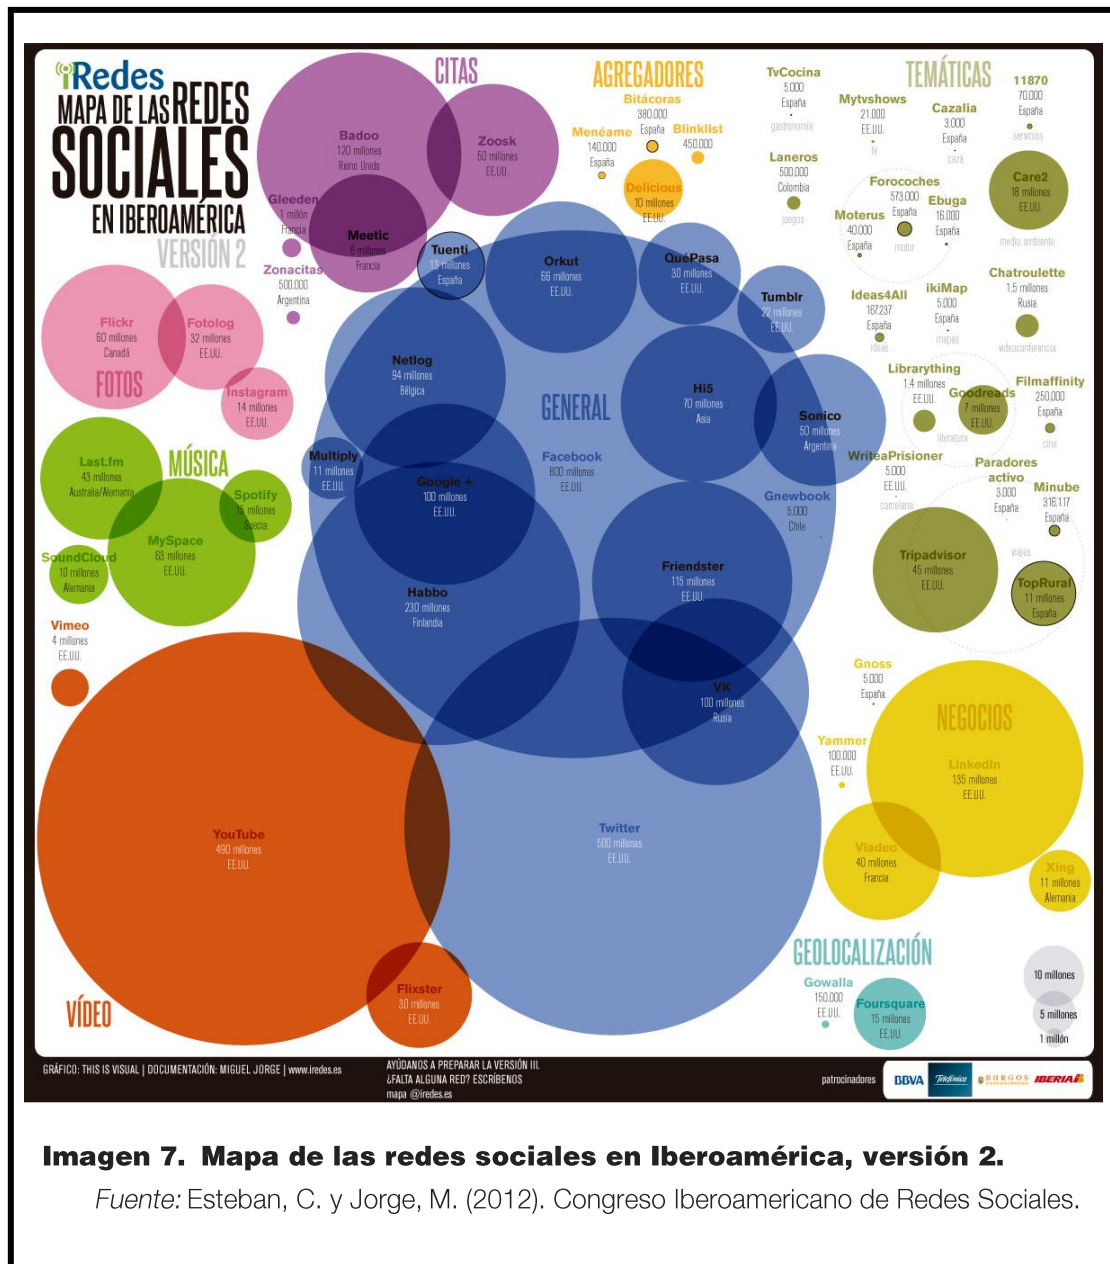 iRedes
MAPA DE LAS REDES
SOCIALES
EN IBEROAMÉRICA
VERSIÓN 2
CITAS
Badoo
120 millones
Reino Unido
Zoosk
50 millones
EE.UU.
Gleeden
1 millón
Francia
Meetic
6 millones
Francia
Zonacitas
500.000
Argentina
AGREGADORES
Bitácoras
380.000
España
Menéame
140.000
España
Blinklist
450.000
Delicious
10 millones
EE.UU.
TEMÁTICAS
TvCocina
5.000
España
gastronomía
Mytvshows
21.000
EE.UU.
tv
Cazalia
3.000
España
caza
11870
70.000
España
servicios
Laneros
500.000
Colombia
juegos
Forocoches
573.000
España
Moterus
40.000
España
motor
Ebuga
16.000
España
Care2
18 millones
EE.UU.
medio ambiente
Ideas4All
167.237
España
ideas
ikiMap
5.000
España
mapas
Chatroulette
1,5 millones
Rusia
videoconferencia
Librarything
1.4 millones
EE.UU.
Goodreads
7 millones
EE.UU.
literatura
Filmaffinity
250.000
España
cine
WriteaPrisioner
5.000
EE.UU.
carcelaria
Paradores
activo
3.000
España
Minube
316.117
España
viajes
Tripadvisor
45 millones
EE.UU.
TopRural
11 millones
España
FOTOS
Flickr
60 millones
Canadá
Fotolog
32 millones
EE.UU.
Instagram
14 millones
EE.UU.
MÚSICA
Last.fm
43 millones
Australia/Alemania
Spotify
15 millones
Suecia
MySpace
63 millones
EE.UU.
SoundCloud
10 millones
Alemania
GENERAL
Tuenti
13 millones
España
Orkut
66 millones
EE.UU.
QuéPasa
30 millones
EE.UU.
Tumblr
22 millones
EE.UU.
Netlog
94 millones
Bélgica
Hi5
70 millones
Asia
Sonico
50 millones
Argentina
Multiply
11 millones
EE.UU.
Google +
100 millones
EE.UU.
Facebook
800 millones
EE.UU.
Gnewbook
5.000
Chile
Habbo
230 millones
Finlandia
Friendster
115 millones
EE.UU.
VK
100 millones
Rusia
Twitter
500 millones
EE.UU.
Vimeo
4 millones
EE.UU.
YouTube
490 millones
EE.UU.
Flixster
30 millones
EE.UU.
VÍDEO
NEGOCIOS
Gnoss
5.000
España
Yammer
100.000
EE.UU.
LinkedIn
135 millones
EE.UU.
Viadeo
40 millones
Francia
Xing
11 millones
Alemania
GEOLOCALIZACIÓN
Gowalla
150.000
EE.UU.
Foursquare
15 millones
EE.UU.
10 millones
5 millones
1 millón
GRÁFICO: THIS IS VISUAL | DOCUMENTACIÓN: MIGUEL JORGE | www.iredes.es
AYÚDANOS A PREPARAR LA VERSIÓN III.
¿FALTA ALGUNA RED? ESCRÍBENOS
mapa @iredes.es
patrocinadores
BBVA
Telefónica
BURGOS
IBERIA
Imagen 7. Mapa de las redes sociales en Iberoamérica, versión 2.
Fuente: Esteban, C. y Jorge, M. (2012). Congreso Iberoamericano de Redes Sociales.